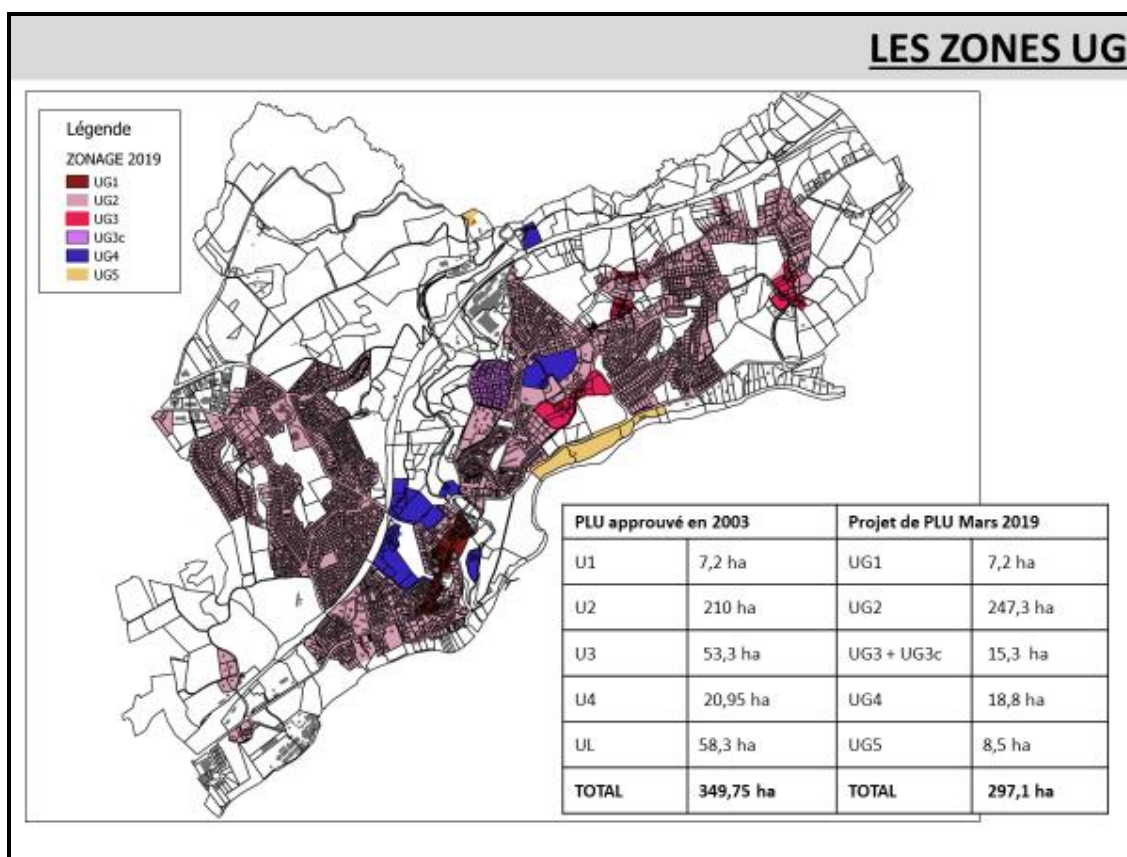 LES ZONES UG
Légende
ZONAGE 2019
UG1
UG2
UG3
UG3c
UG4
UG5
PLU approuvé en 2003 Projet de PLU Mars 2019
U1 7,2 ha UG1 7,2 ha
U2 210 ha UG2 247,3 ha
U3 53,3 ha UG3 + UG3c 15,3 ha
U4 20,95 ha UG4 18,8 ha
UL 58,3 ha UG5 8,5 ha
TOTAL 349,75 ha TOTAL 297,1 ha